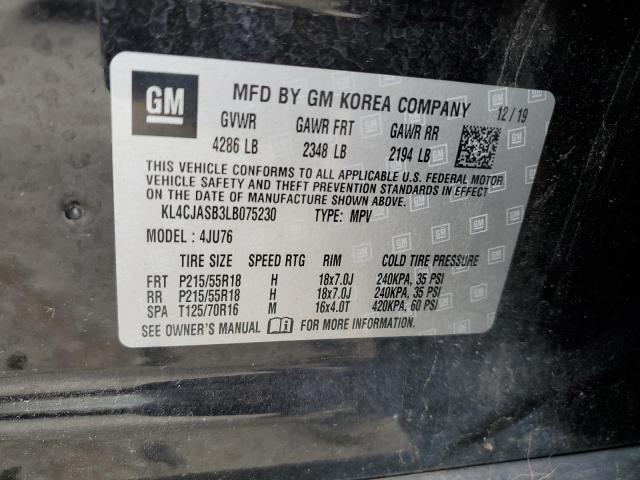 GM MFD BY GM KOREA COMPANY 12/19
GVWR GAWR FRT GAWR RR
4286 LB 2348 LB 2194 LB
THIS VEHICLE CONFORMS TO ALL APPLICABLE U.S. FEDERAL MOTOR
VEHICLE SAFETY AND THEFT PREVENTION STANDARDS IN EFFECT
ON THE DATE OF MANUFACTURE SHOWN ABOVE.
KL4CJASB3LB075230 TYPE: MPV
MODEL: 4JU76
TIRE SIZE SPEED RTG RIM COLD TIRE PRESSURE
FRT P215/55R18 H 18x7.0J 240KPA, 35 PSI
RR P215/55R18 H 18x7.0J 240KPA, 35 PSI
SPA T125/70R16 M 16x4.0T 420KPA, 60 PSI
SEE OWNER'S MANUAL FOR MORE INFORMATION.